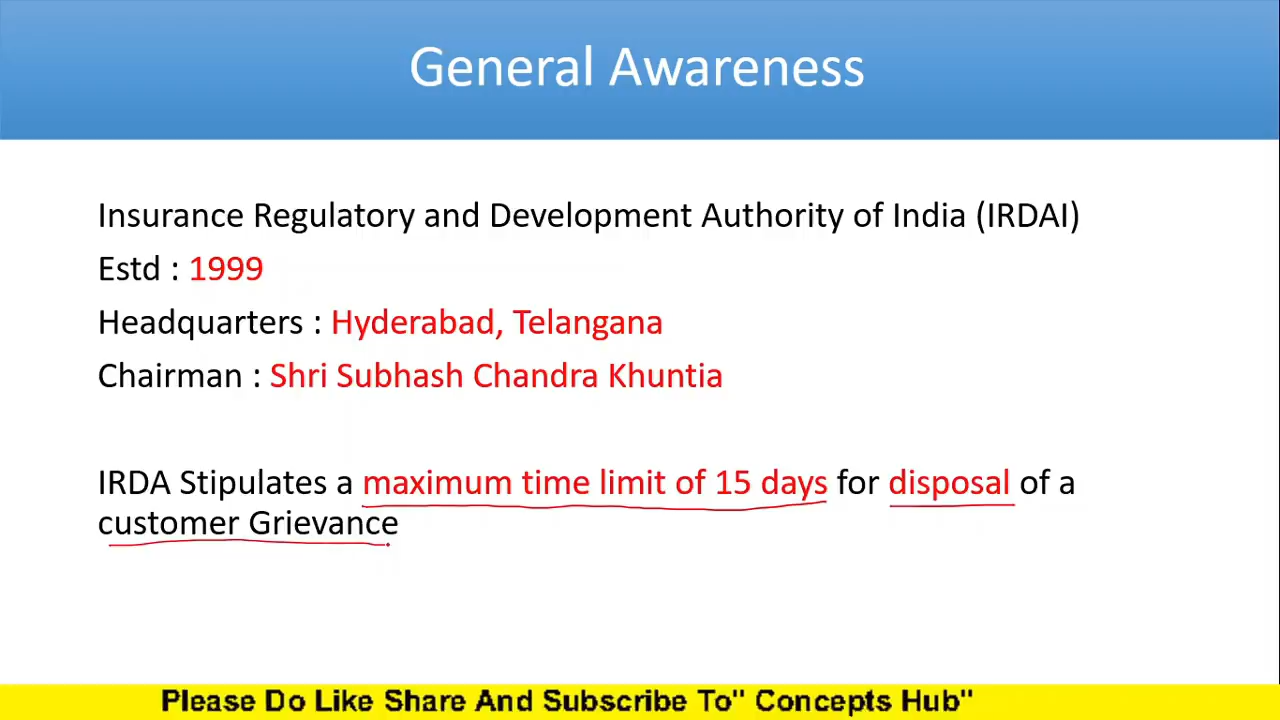 General Awareness
Insurance Regulatory and Development Authority of India (IRDAI)
Estd : 1999
Headquarters : Hyderabad, Telangana
Chairman : Shri Subhash Chandra Khuntia
IRDA Stipulates a maximum time limit of 15 days for disposal of a
customer Grievance
Please Do Like Share And Subscribe To" Concepts Hub"